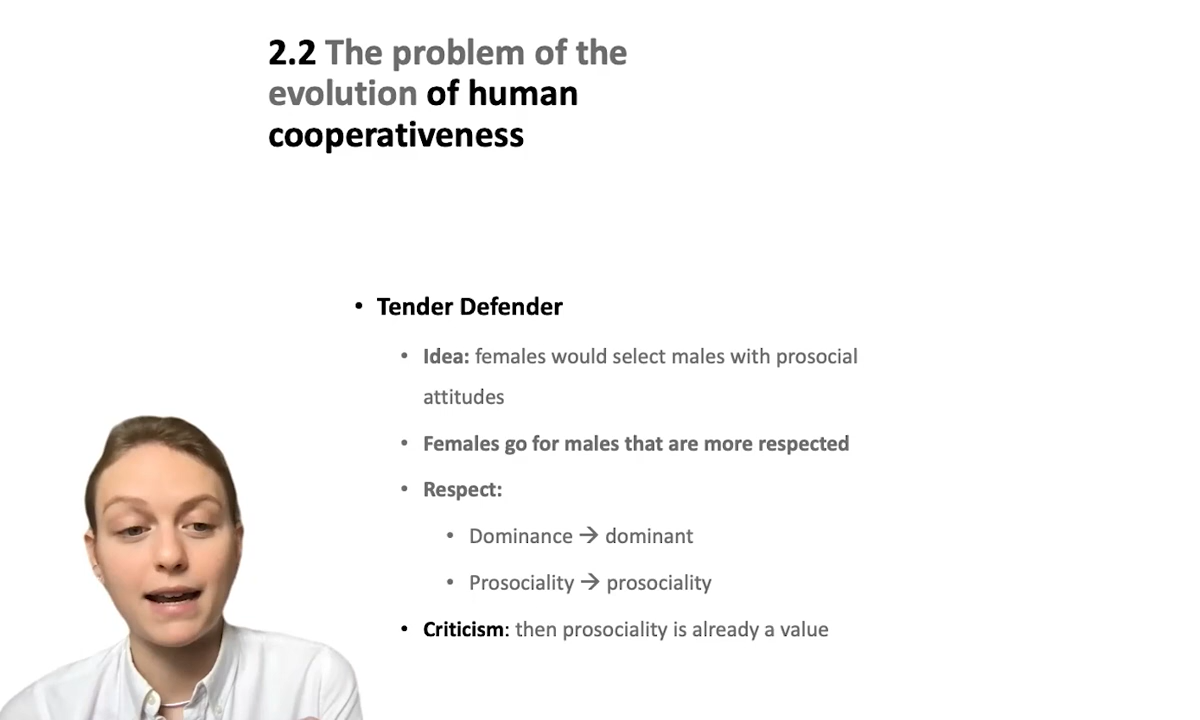 2.2 The problem of the
evolution of human
cooperativeness
• Tender Defender
• Idea: females would select males with prosocial
attitudes
• Females go for males that are more respected
• Respect:
• Dominance → dominant
• Prosociality → prosociality
• Criticism: then prosociality is already a value